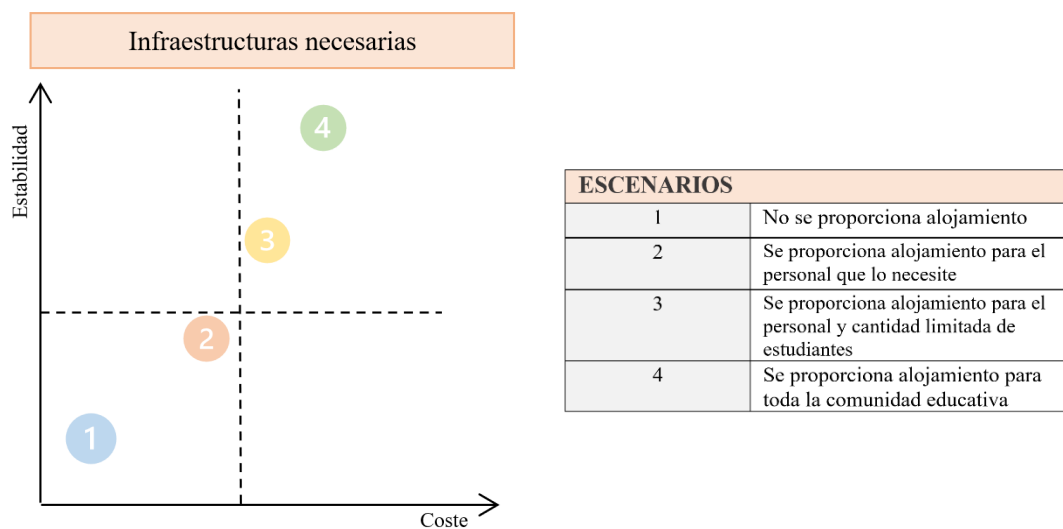 Infraestructuras necesarias
Estabilidad
4
3
2
1
Coste
ESCENARIOS
1 No se proporciona alojamiento
2 Se proporciona alojamiento para el
personal que lo necesite
3 Se proporciona alojamiento para el
personal y cantidad limitada de
estudiantes
4 Se proporciona alojamiento para
toda la comunidad educativa